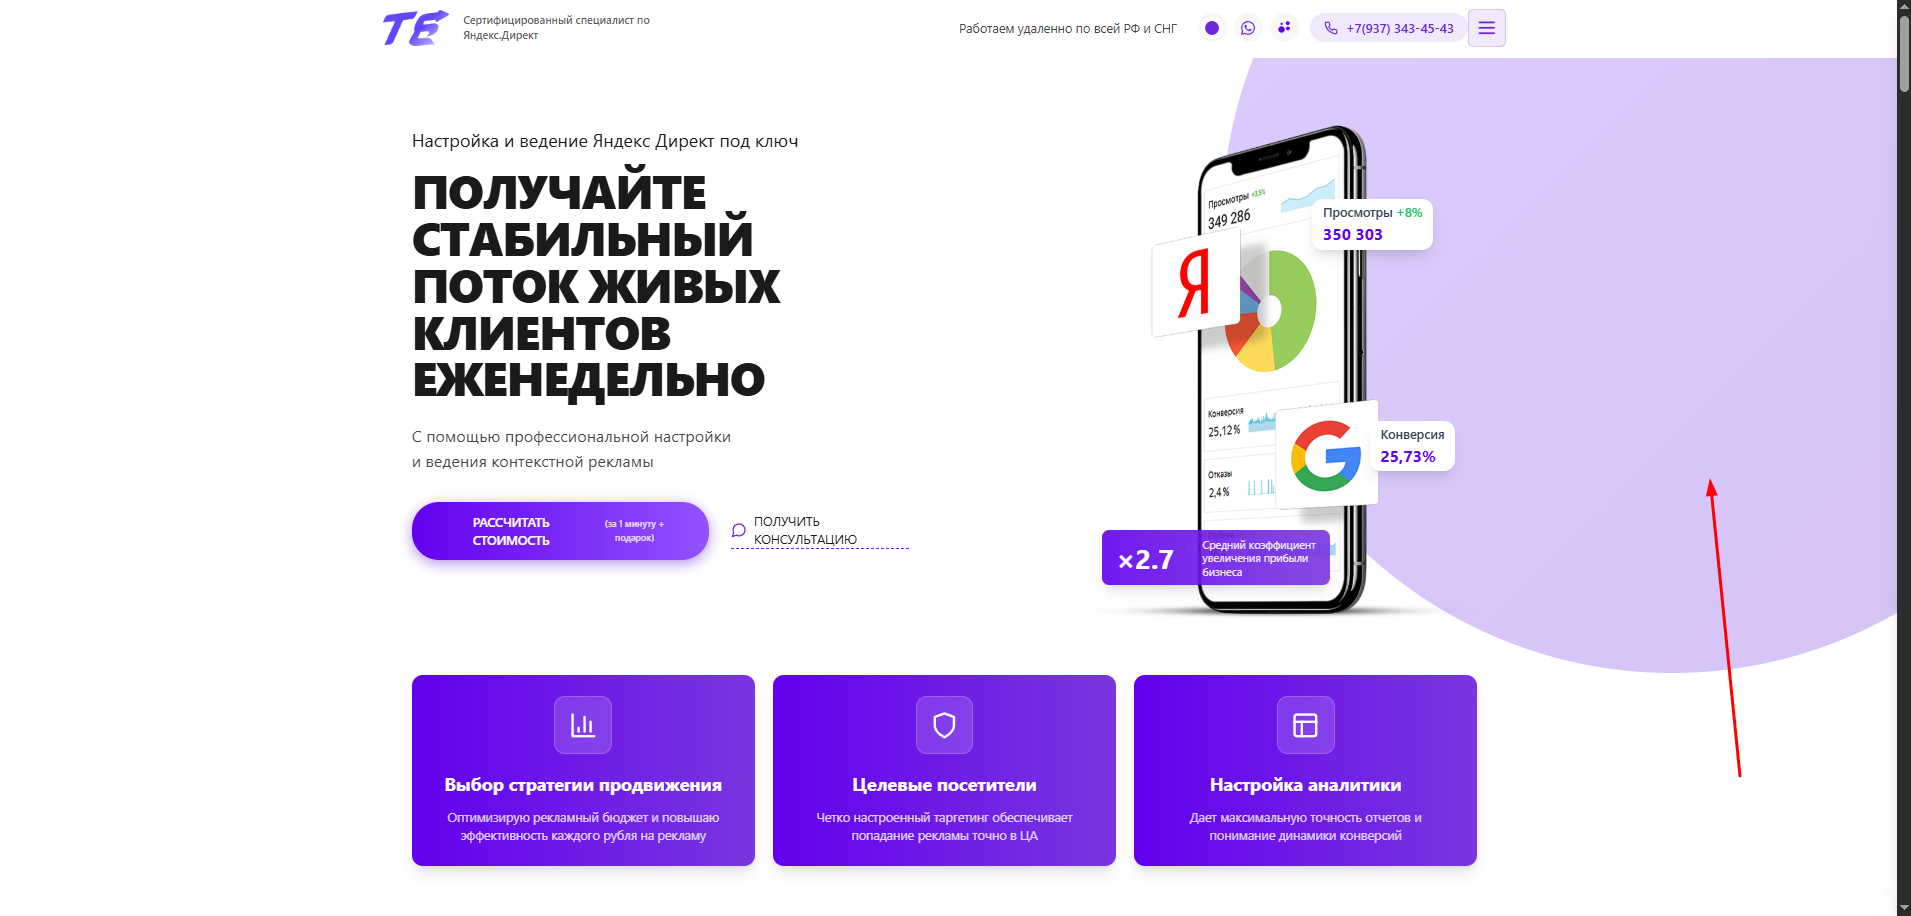 ТЕ
Сертифицированный специалист по
Яндекс.Директ
Работаем удаленно по всей РФ и СНГ
+7(937) 343-45-43
Настройка и ведение Яндекс Директ под ключ
ПОЛУЧАЙТЕ
СТАБИЛЬНЫЙ
ПОТОК ЖИВЫХ
КЛИЕНТОВ
ЕЖЕНЕДЕЛЬНО
С помощью профессиональной настройки
и ведения контекстной рекламы
РАССЧИТАТЬ
СТОИМОСТЬ
(за 1 минуту +
подарок)
ПОЛУЧИТЬ
КОНСУЛЬТАЦИЮ
Просмотры +3,5%
349 286
Просмотры +8%
350 303
Я
Конверсия
25,12%
G
Конверсия
25,73%
Отказы
2,4%
×2.7
Средний коэффициент
увеличения прибыли
бизнеса
Выбор стратегии продвижения
Оптимизирую рекламный бюджет и повышаю
эффективность каждого рубля на рекламу
Целевые посетители
Четко настроенный таргетинг обеспечивает
попадание рекламы точно в ЦА
Настройка аналитики
Дает максимальную точность отчетов и
понимание динамики конверсий